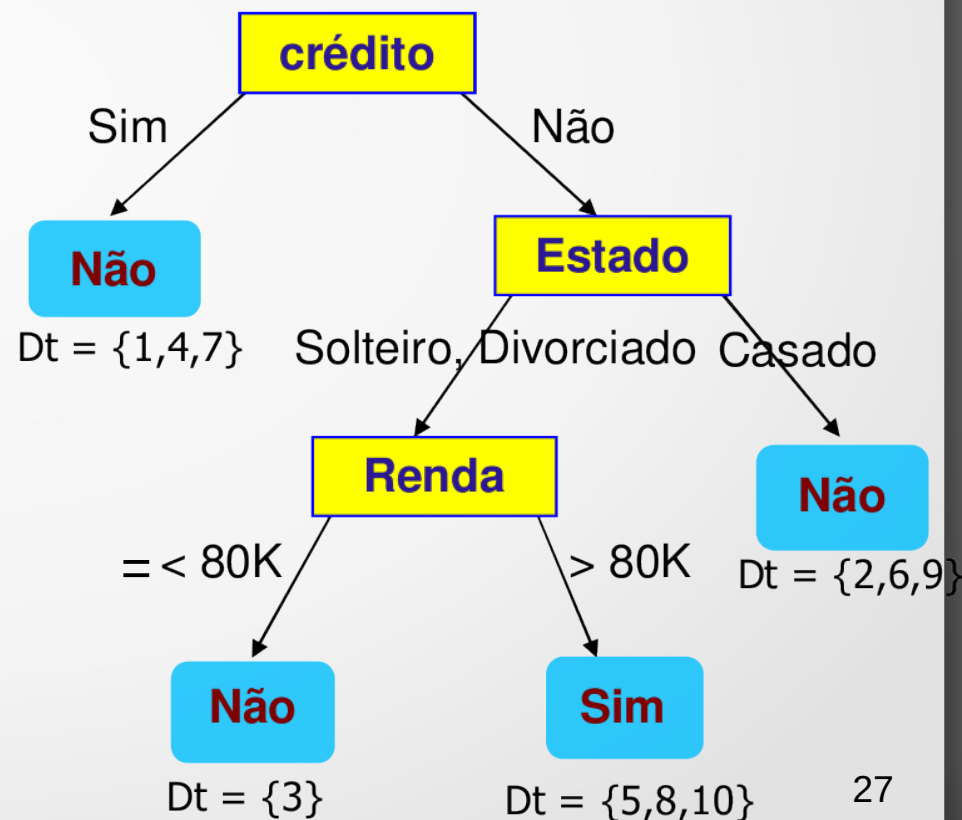 crédito
Sim
Não
Não
Estado
Dt = {1,4,7}
Solteiro, Divorciado
Casado
Renda
Não
=< 80K
> 80K
Dt = {2,6,9}
Não
Sim
Dt = {3}
Dt = {5,8,10}
27